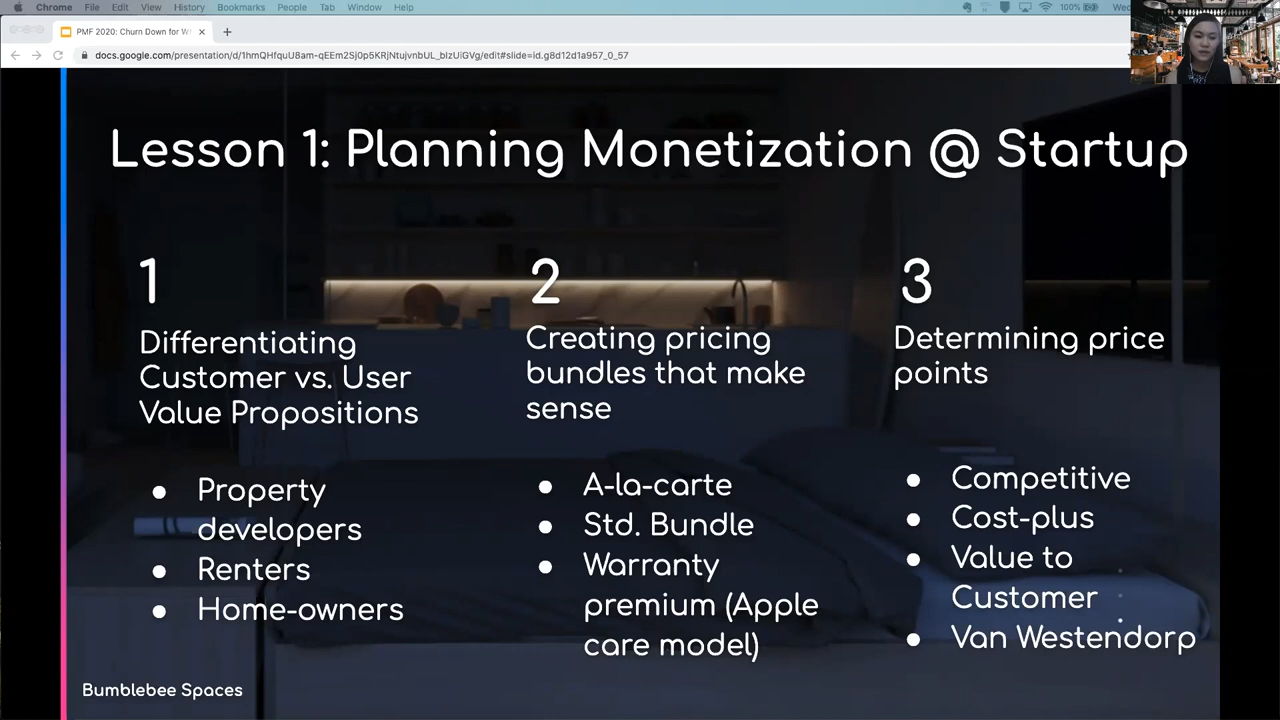 Chrome File Edit View History Bookmarks People Tab Window Help 100%
PMF 2020: Churn Down for
docs.google.com/presentation/d/1hmQHfquU8am-qEEm2Sj0p5KRjNtujvnbUL_bIzUiGVg/edit#slide=id.g8d12d1a957_0_57
Lesson 1: Planning Monetization @ Startup
1
Differentiating
Customer vs. User
Value Propositions
● Property
developers
● Renters
● Home-owners
2
Creating pricing
bundles that make
sense
● A-la-carte
● Std. Bundle
● Warranty
premium (Apple
care model)
3
Determining price
points
● Competitive
● Cost-plus
● Value to
Customer
● Van Westendorp
Bumblebee Spaces